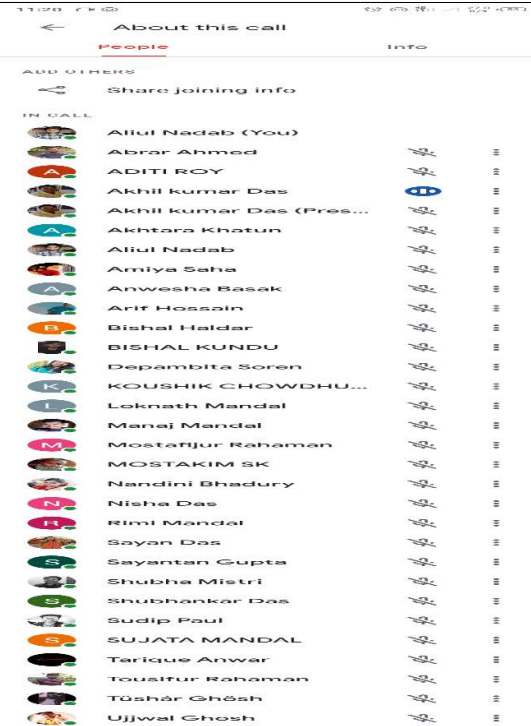 11:20
About this call
People Info
ADD OTHERS
Share joining info
IN CALL
Aliul Nadab (You)
Abrar Ahmed
A ADITI ROY
Akhil kumar Das
Akhil kumar Das (Pres...
A Akhtara Khatun
Aliul Nadab
Amiya Saha
A Anwesha Basak
Arif Hossain
B Bishal Haldar
BISHAL KUNDU
Depambita Soren
K KOUSHIK CHOWDHU...
L Loknath Mandal
Manaj Mandal
M Mostafijur Rahaman
MOSTAKIM SK
Nandini Bhadury
N Nisha Das
R Rimi Mandal
Sayan Das
S Sayantan Gupta
Shubha Mistri
S Shubhankar Das
Sudip Paul
S SUJATA MANDAL
Tarique Anwar
Tousifur Rahaman
Tüshár Ghösh
Ujjwal Ghosh